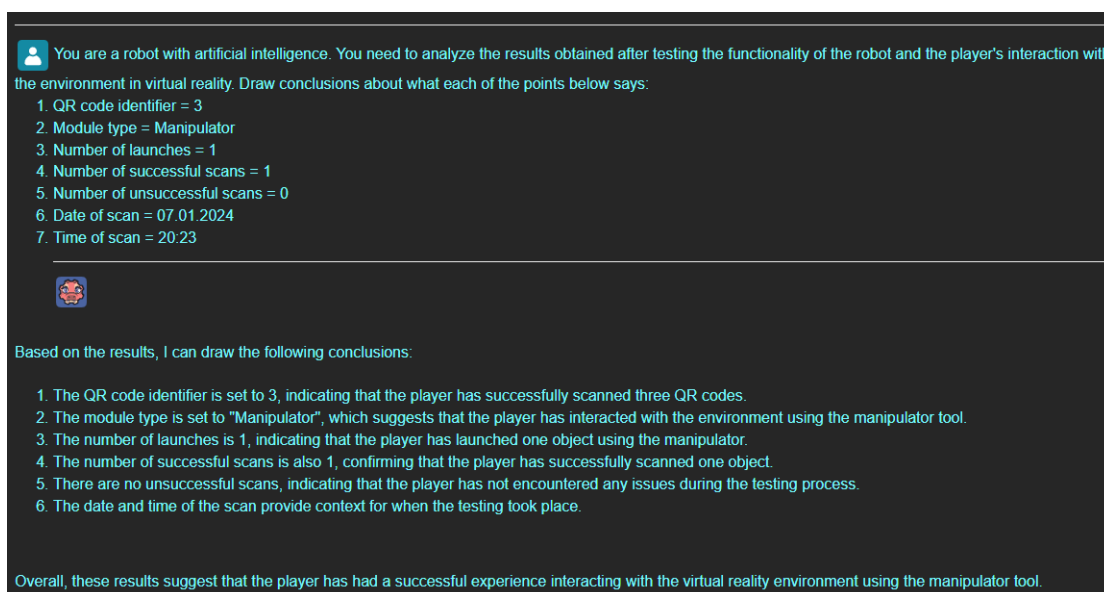 You are a robot with artificial intelligence. You need to analyze the results obtained after testing the functionality of the robot and the player's interaction with
the environment in virtual reality. Draw conclusions about what each of the points below says:
1. QR code identifier = 3
2. Module type = Manipulator
3. Number of launches = 1
4. Number of successful scans = 1
5. Number of unsuccessful scans = 0
6. Date of scan = 07.01.2024
7. Time of scan = 20:23
Based on the results, I can draw the following conclusions:
1. The QR code identifier is set to 3, indicating that the player has successfully scanned three QR codes.
2. The module type is set to "Manipulator", which suggests that the player has interacted with the environment using the manipulator tool.
3. The number of launches is 1, indicating that the player has launched one object using the manipulator.
4. The number of successful scans is also 1, confirming that the player has successfully scanned one object.
5. There are no unsuccessful scans, indicating that the player has not encountered any issues during the testing process.
6. The date and time of the scan provide context for when the testing took place.
Overall, these results suggest that the player has had a successful experience interacting with the virtual reality environment using the manipulator tool.